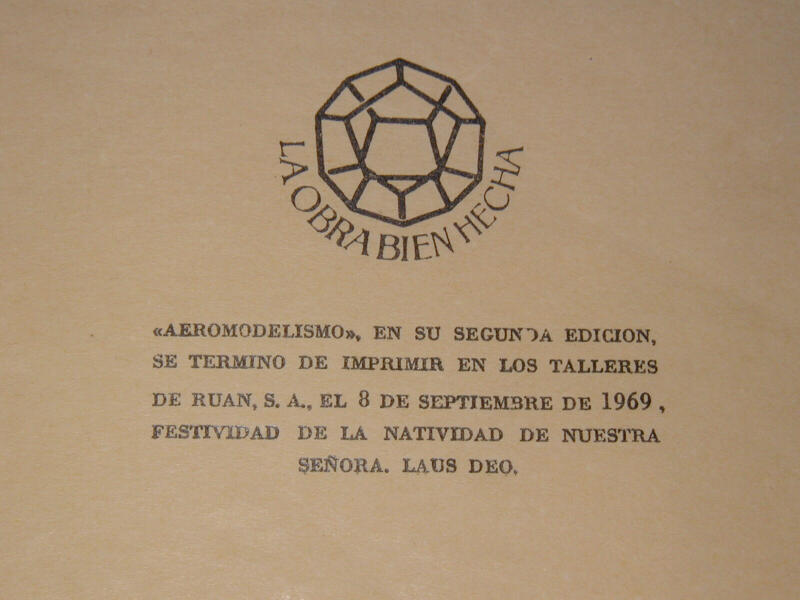 LA OBRA BIEN HECHA
«AEROMODELISMO», EN SU SEGUNDA EDICION,
SE TERMINO DE IMPRIMIR EN LOS TALLERES
DE RUAN, S. A., EL 8 DE SEPTIEMBRE DE 1969,
FESTIVIDAD DE LA NATIVIDAD DE NUESTRA
SEÑORA. LAUS DEO.